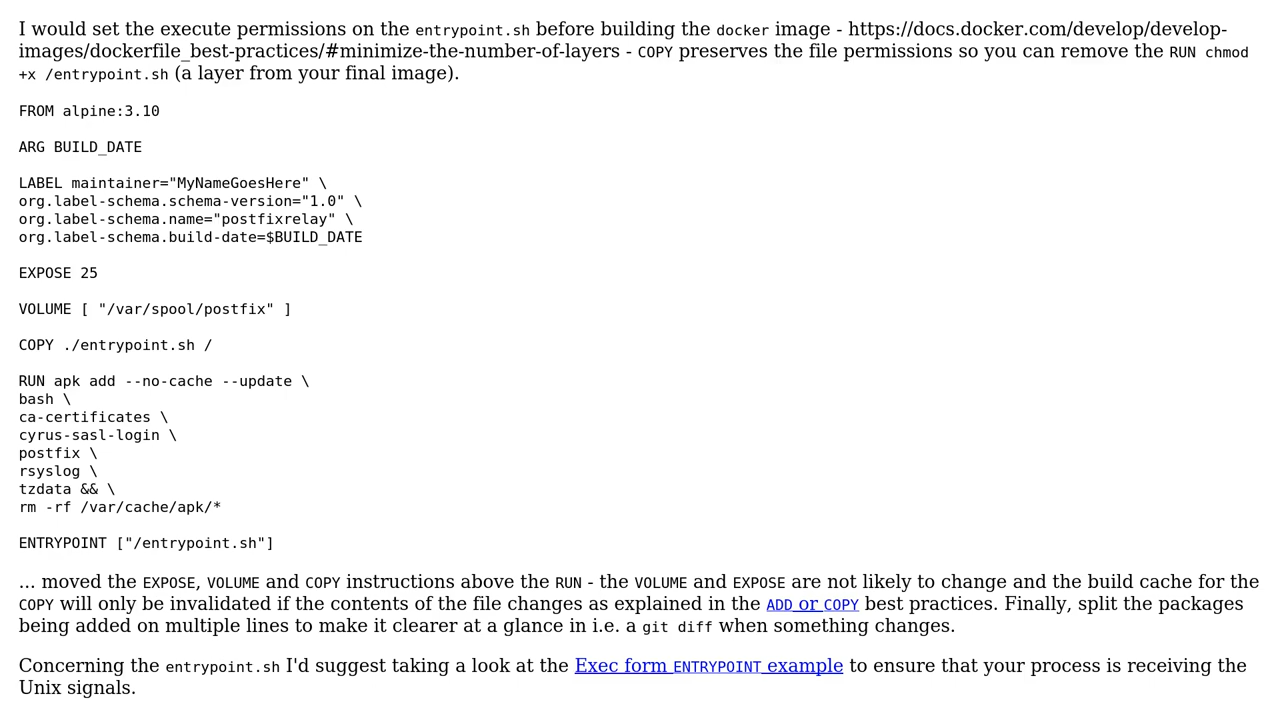 I would set the execute permissions on the entrypoint.sh before building the docker image - https://docs.docker.com/develop/develop-
images/dockerfile_best-practices/#minimize-the-number-of-layers - COPY preserves the file permissions so you can remove the RUN chmod
+x /entrypoint.sh (a layer from your final image).
FROM alpine:3.10
ARG BUILD_DATE
LABEL maintainer="MyNameGoesHere" \
org.label-schema.schema-version="1.0" \
org.label-schema.name="postfixrelay" \
org.label-schema.build-date=$BUILD_DATE
EXPOSE 25
VOLUME [ "/var/spool/postfix" ]
COPY ./entrypoint.sh /
RUN apk add --no-cache --update \
bash \
ca-certificates \
cyrus-sasl-login \
postfix \
rsyslog \
tzdata && \
rm -rf /var/cache/apk/*
ENTRYPOINT ["/entrypoint.sh"]
... moved the EXPOSE, VOLUME and COPY instructions above the RUN - the VOLUME and EXPOSE are not likely to change and the build cache for the
COPY will only be invalidated if the contents of the file changes as explained in the ADD or COPY best practices. Finally, split the packages
being added on multiple lines to make it clearer at a glance in i.e. a git diff when something changes.
Concerning the entrypoint.sh I'd suggest taking a look at the Exec form ENTRYPOINT example to ensure that your process is receiving the
Unix signals.